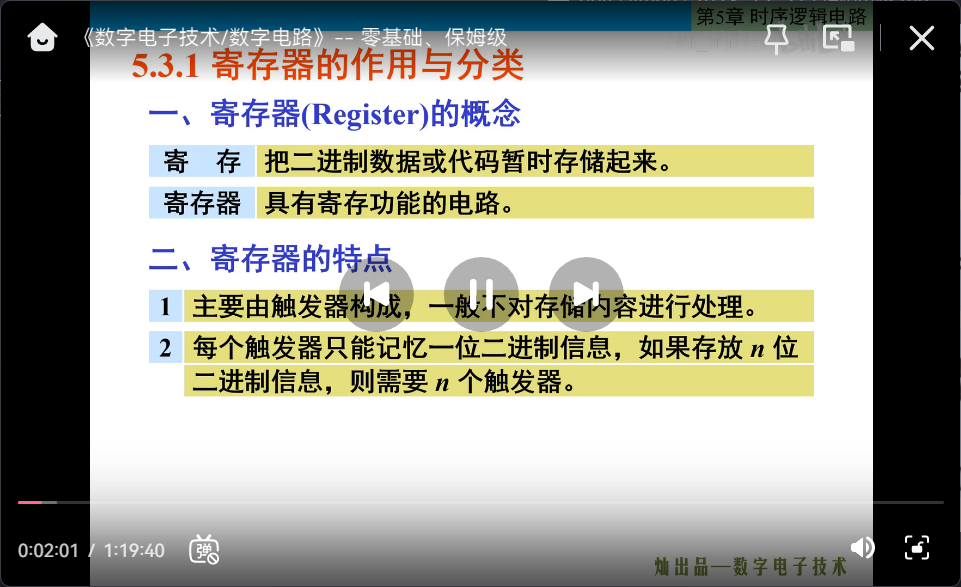 第5章 时序逻辑电路
《数字电子技术/数字电路》-- 零基础、保姆级
5.3.1 寄存器的作用与分类
一、寄存器(Register)的概念
寄 存 把二进制数据或代码暂时存储起来。
寄存器 具有寄存功能的电路。
二、寄存器的特点
1 主要由触发器构成，一般不对存储内容进行处理。
2 每个触发器只能记忆一位二进制信息，如果存放 n 位
二进制信息，则需要 n 个触发器。
0:02:01 / 1:19:40
弹
灿出品—数字电子技术